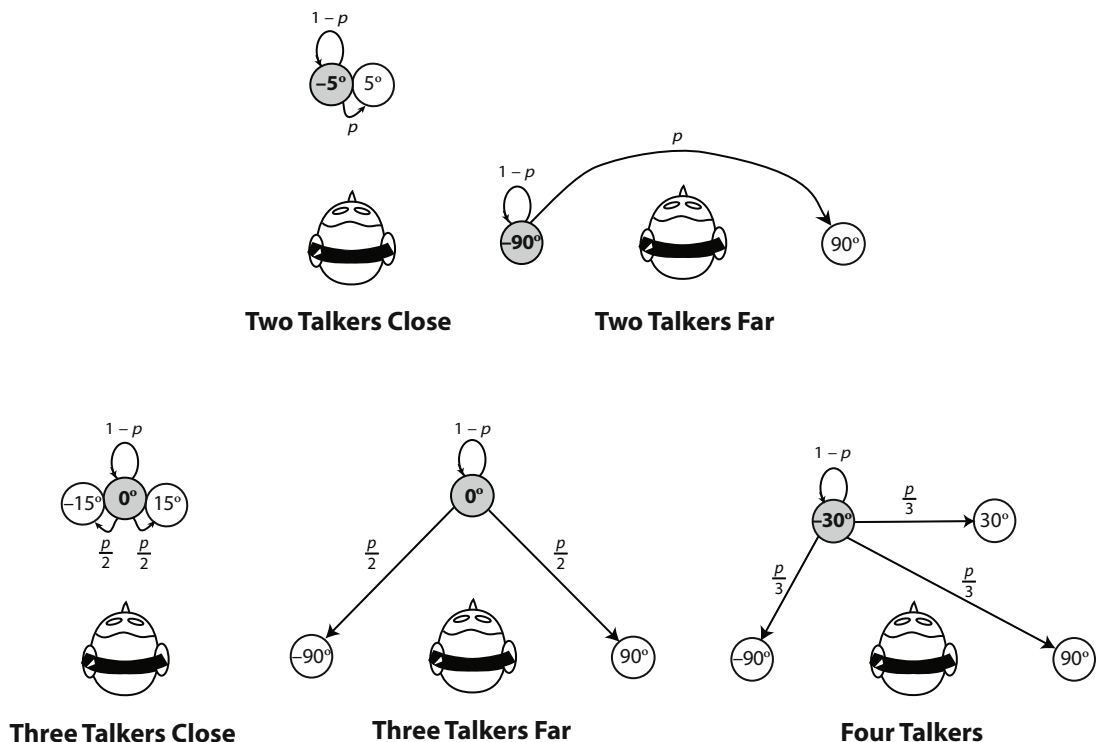 1 – p
–5º 5º
p
p
1 – p
–90º 90º
Two Talkers Close Two Talkers Far
1 – p 1 – p 1 – p
–15º 0º 15º
p/2 p/2
0º
p/2 p/2
–90º 90º
–30º p/3 30º
p/3 p/3
–90º 90º
Three Talkers Close Three Talkers Far Four Talkers